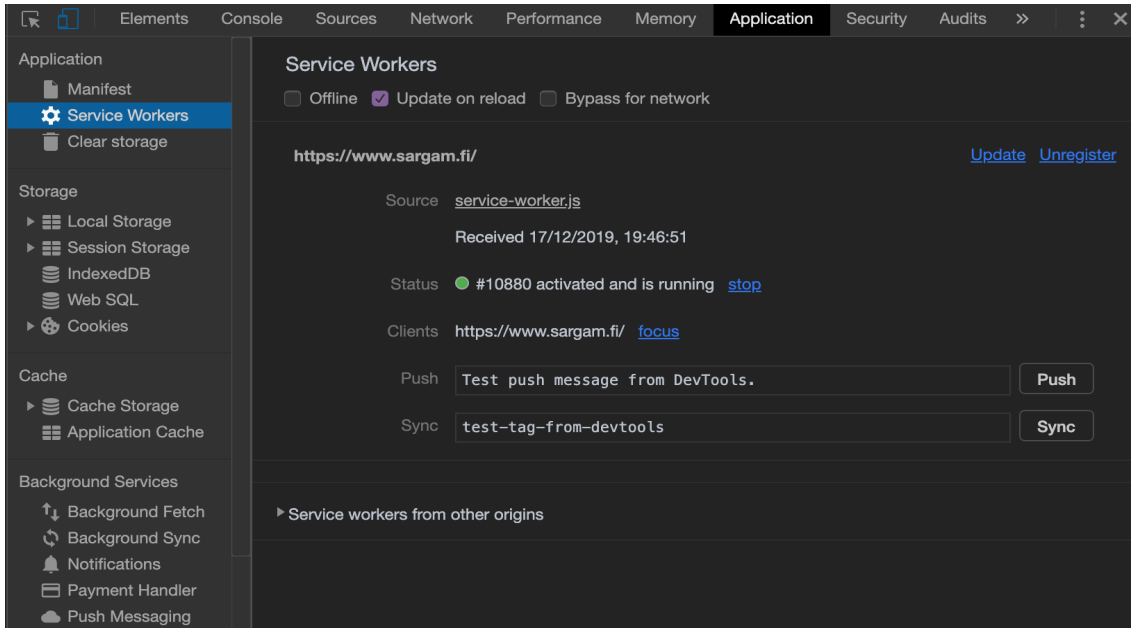 Elements Console Sources Network Performance Memory Application Security Audits »
Application
Manifest
Service Workers
Clear storage
Storage
Local Storage
Session Storage
IndexedDB
Web SQL
Cookies
Cache
Cache Storage
Application Cache
Background Services
Background Fetch
Background Sync
Notifications
Payment Handler
Push Messaging
Service Workers
Offline Update on reload Bypass for network
https://www.sargam.fi/ Update Unregister
Source service-worker.js
Received 17/12/2019, 19:46:51
Status #10880 activated and is running stop
Clients https://www.sargam.fi/ focus
Push Test push message from DevTools. Push
Sync test-tag-from-devtools Sync
Service workers from other origins